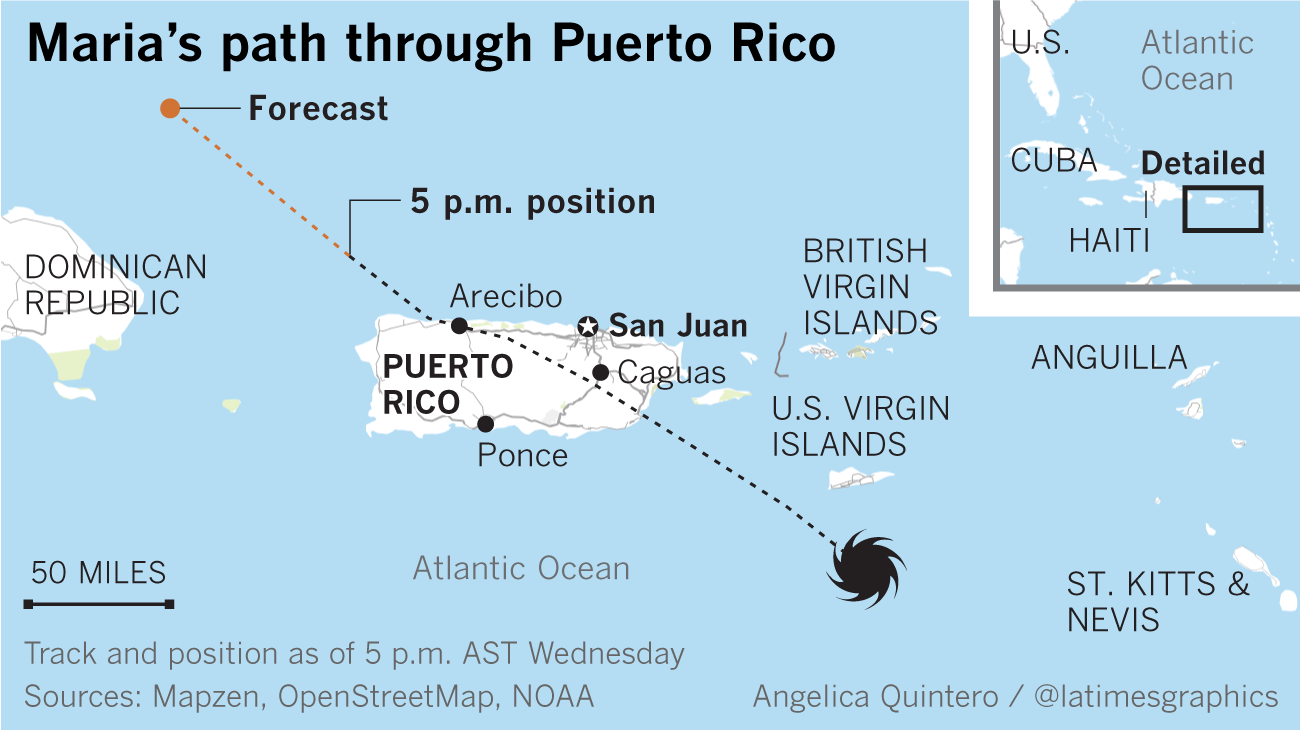 Maria's path through Puerto Rico
Forecast
5 p.m. position
U.S.
Atlantic
Ocean
CUBA
Detailed
HAITI
DOMINICAN
REPUBLIC
BRITISH
VIRGIN
ISLANDS
Arecibo
San Juan
PUERTO
RICO
Caguas
Ponce
ANGUILLA
U.S. VIRGIN
ISLANDS
Atlantic Ocean
50 MILES
ST. KITTS &
NEVIS
Track and position as of 5 p.m. AST Wednesday
Sources: Mapzen, OpenStreetMap, NOAA
Angelica Quintero / @latimesgraphics